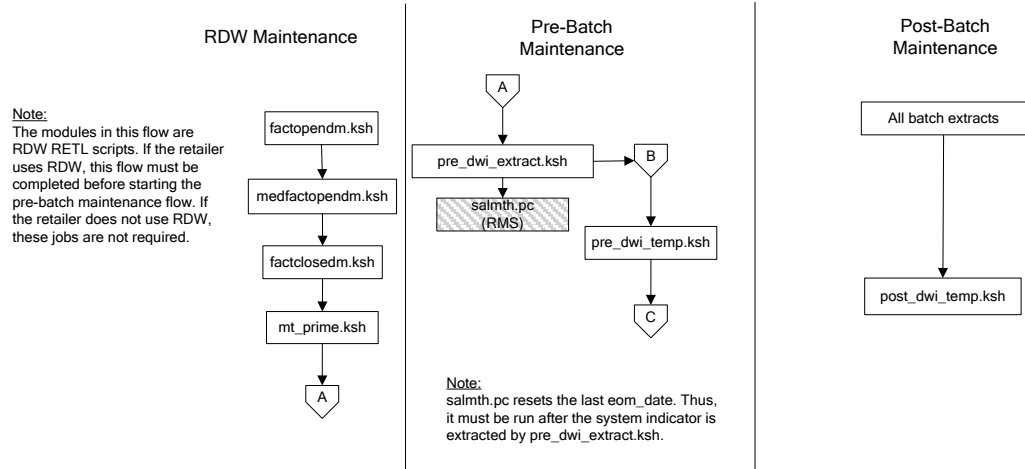 RDW Maintenance
Note:
The modules in this flow are
RDW RETL scripts. If the retailer
uses RDW, this flow must be
completed before starting the
pre-batch maintenance flow. If
the retailer does not use RDW,
these jobs are not required.
factopendm.ksh
medfactopendm.ksh
factclosedm.ksh
mt_prime.ksh
A
Pre-Batch
Maintenance
A
pre_dwi_extract.ksh
B
salmth.pc
(RMS)
pre_dwi_temp.ksh
C
Note:
salmth.pc resets the last eom_date. Thus,
it must be run after the system indicator is
extracted by pre_dwi_extract.ksh.
Post-Batch
Maintenance
All batch extracts
post_dwi_temp.ksh